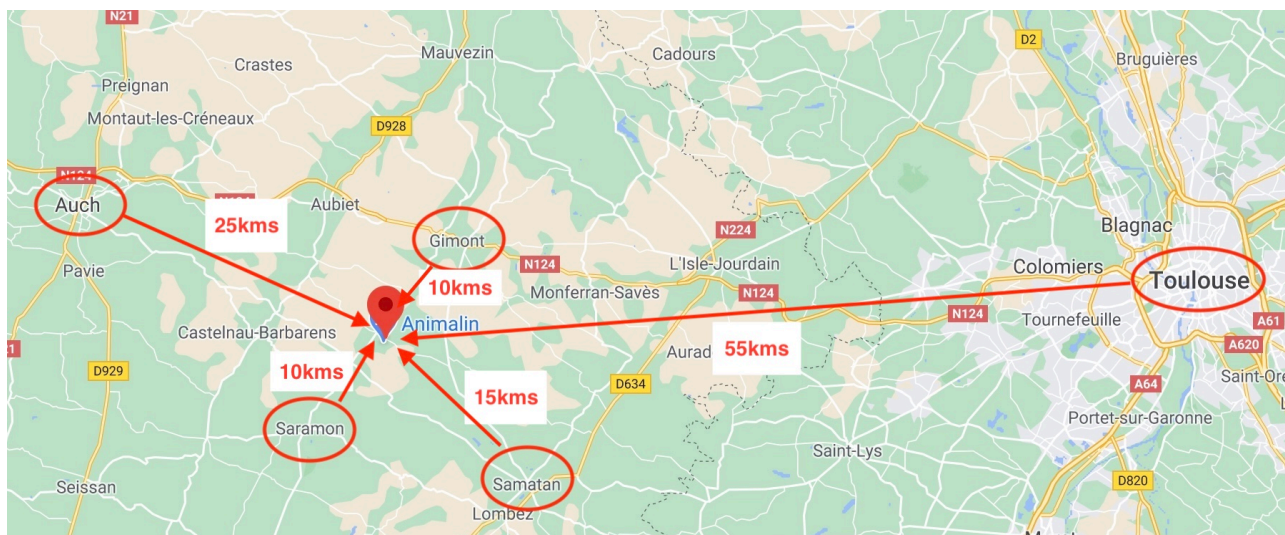 N21
Cadours
D2
Mauvezin
Bruguières
Crastes
Preignan
Montaut-les-Créneaux
D928
N124
Auch
25kms
Aubiet
Gimont
N224
Blagnac
Pavie
L'Isle-Jourdain
N124
Colomiers
Toulouse
10kms
Monferran-Savès
N124
N124
Tournefeuille
A61
Castelnau-Barbarens
Animalin
55kms
A620
D929
10kms
D634
A64
Saint-Or
15kms
Saramon
Portet-sur-Garonne
Saint-Lys
Seissan
Samatan
D820
Lombez